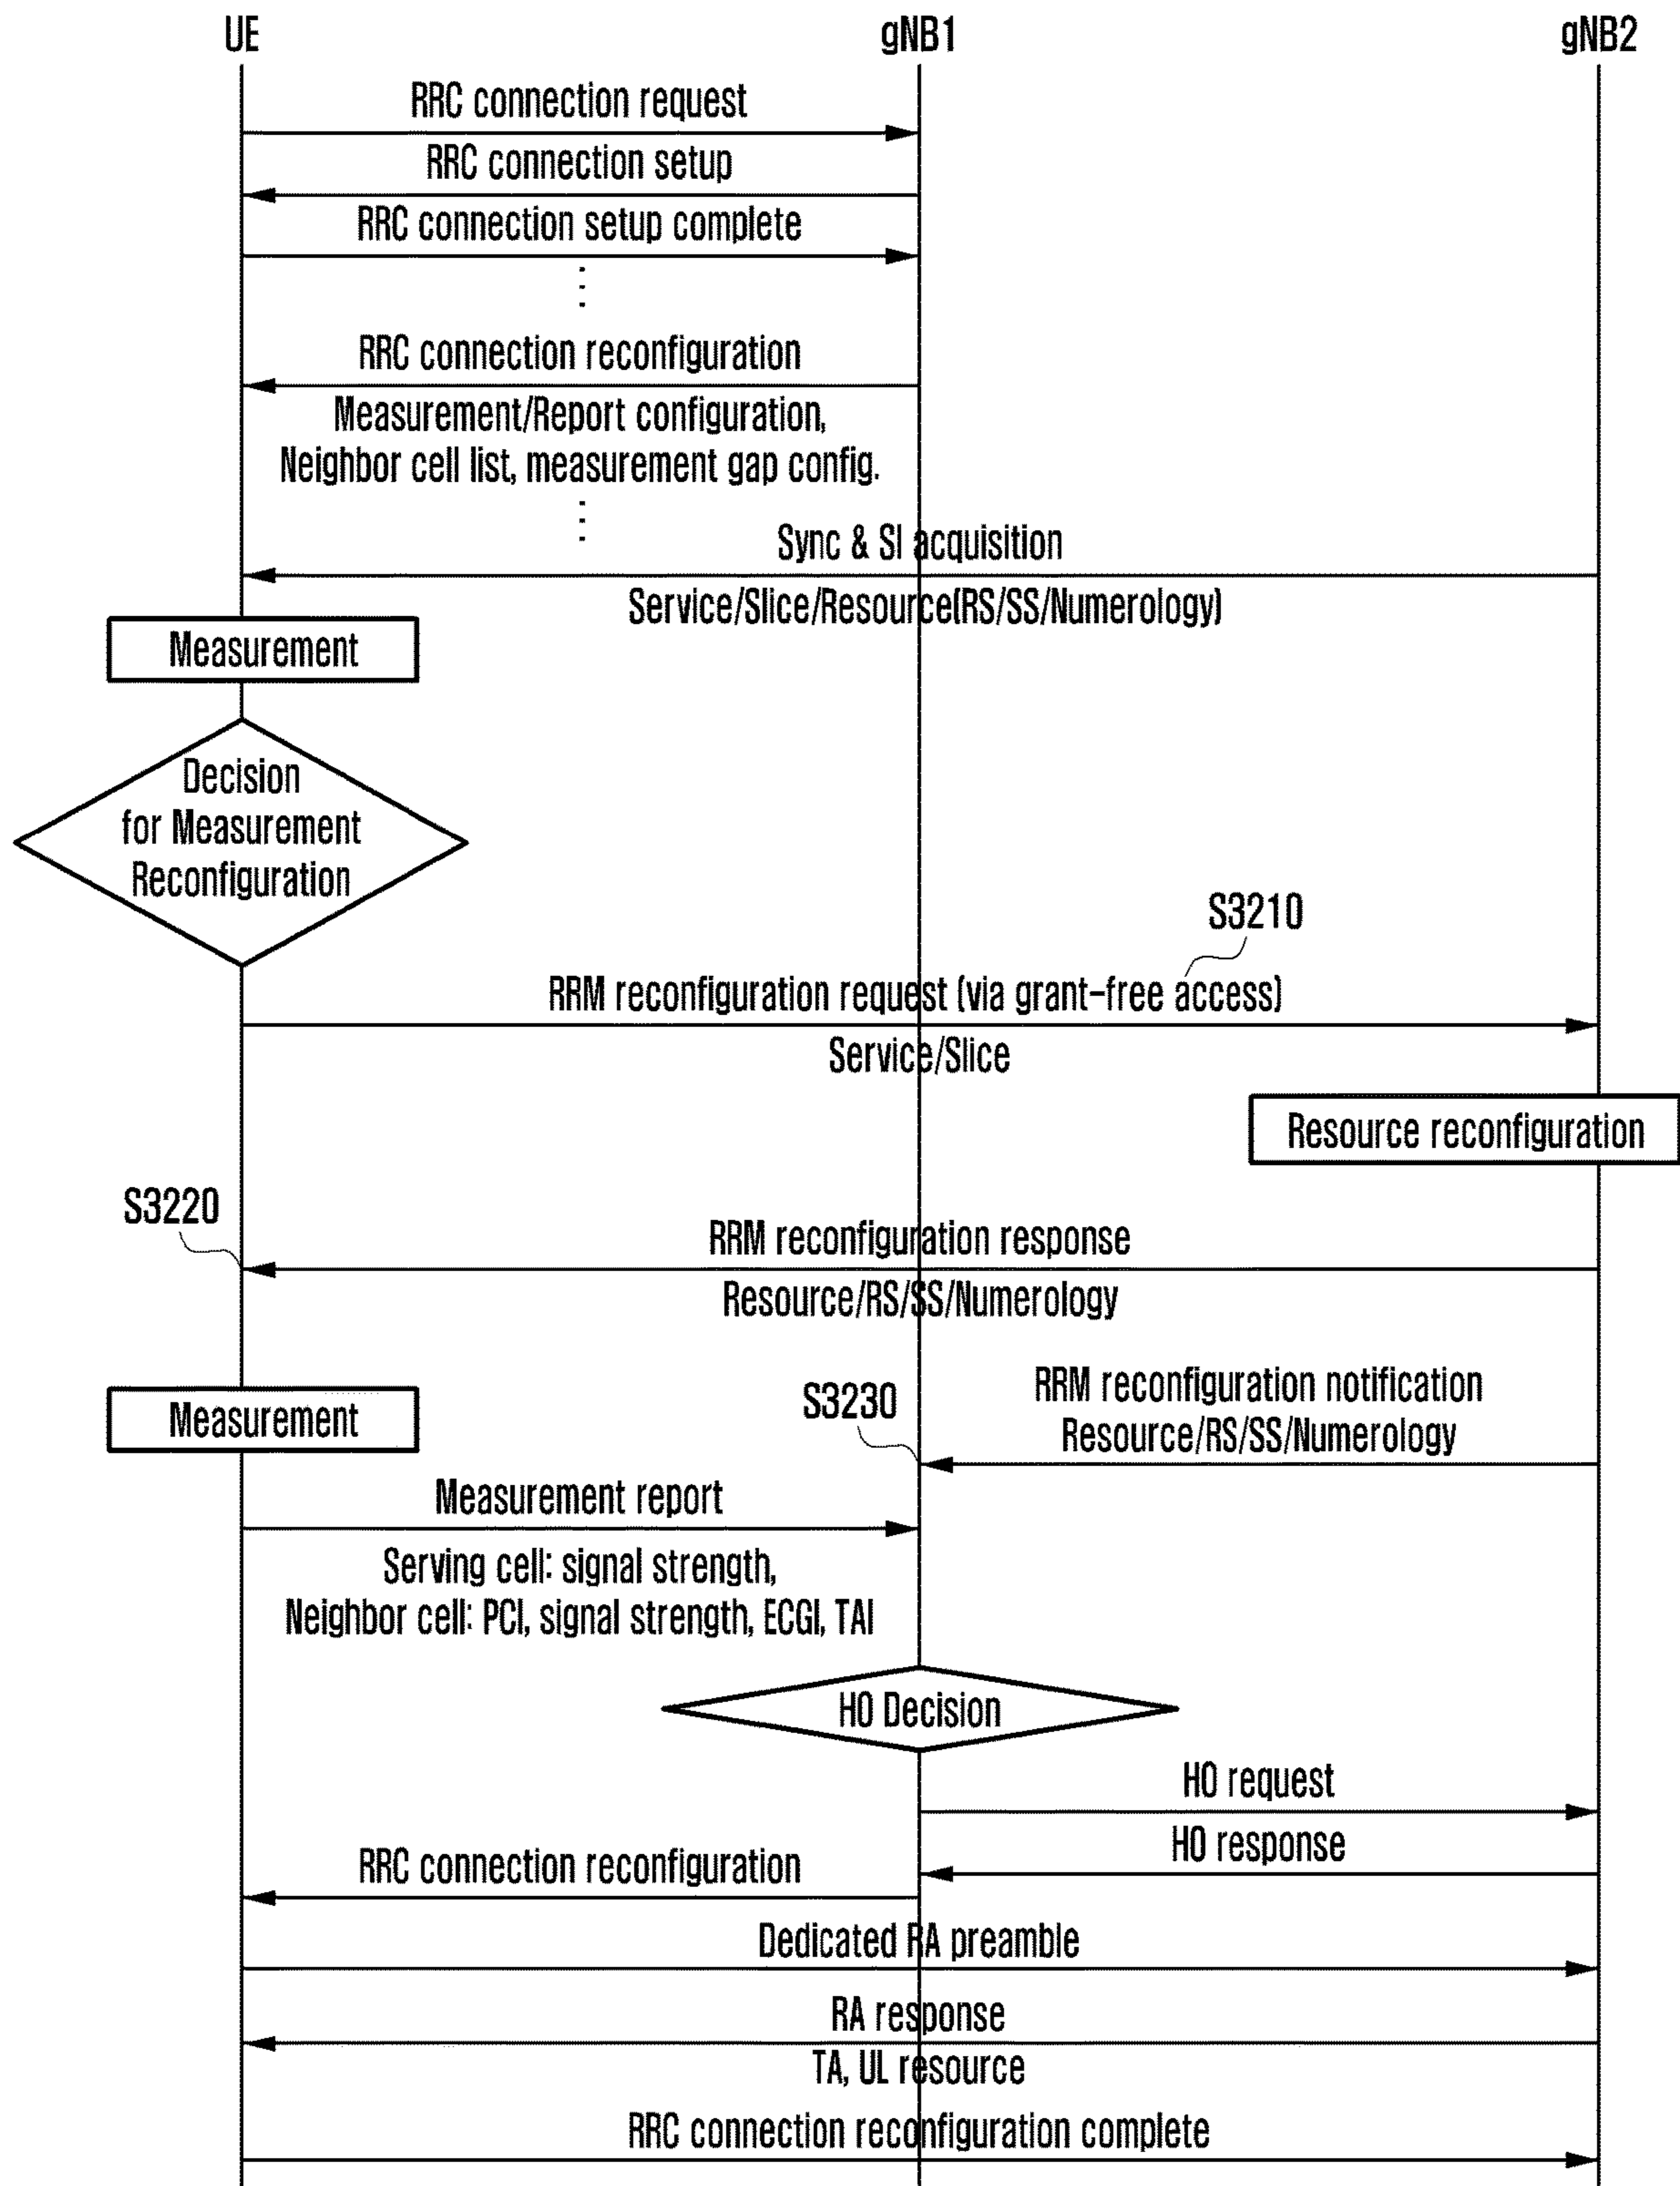 UE
gNB1
gNB2
RRC connection request
RRC connection setup
RRC connection setup complete
RRC connection reconfiguration
Measurement/Report configuration,
Neighbor cell list, measurement gap config.
Sync & SI acquisition
Service/Slice/Resource(RS/SS/Numerology)
Measurement
Decision
for Measurement
Reconfiguration
S3210
RRM reconfiguration request (via grant-free access)
Service/Slice
Resource reconfiguration
S3220
RRM reconfiguration response
Resource/RS/SS/Numerology
RRM reconfiguration notification
Resource/RS/SS/Numerology
S3230
Measurement
Measurement report
Serving cell: signal strength,
Neighbor cell: PCI, signal strength, ECGI, TAI
HO Decision
HO request
HO response
RRC connection reconfiguration
Dedicated RA preamble
RA response
TA, UL resource
RRC connection reconfiguration complete